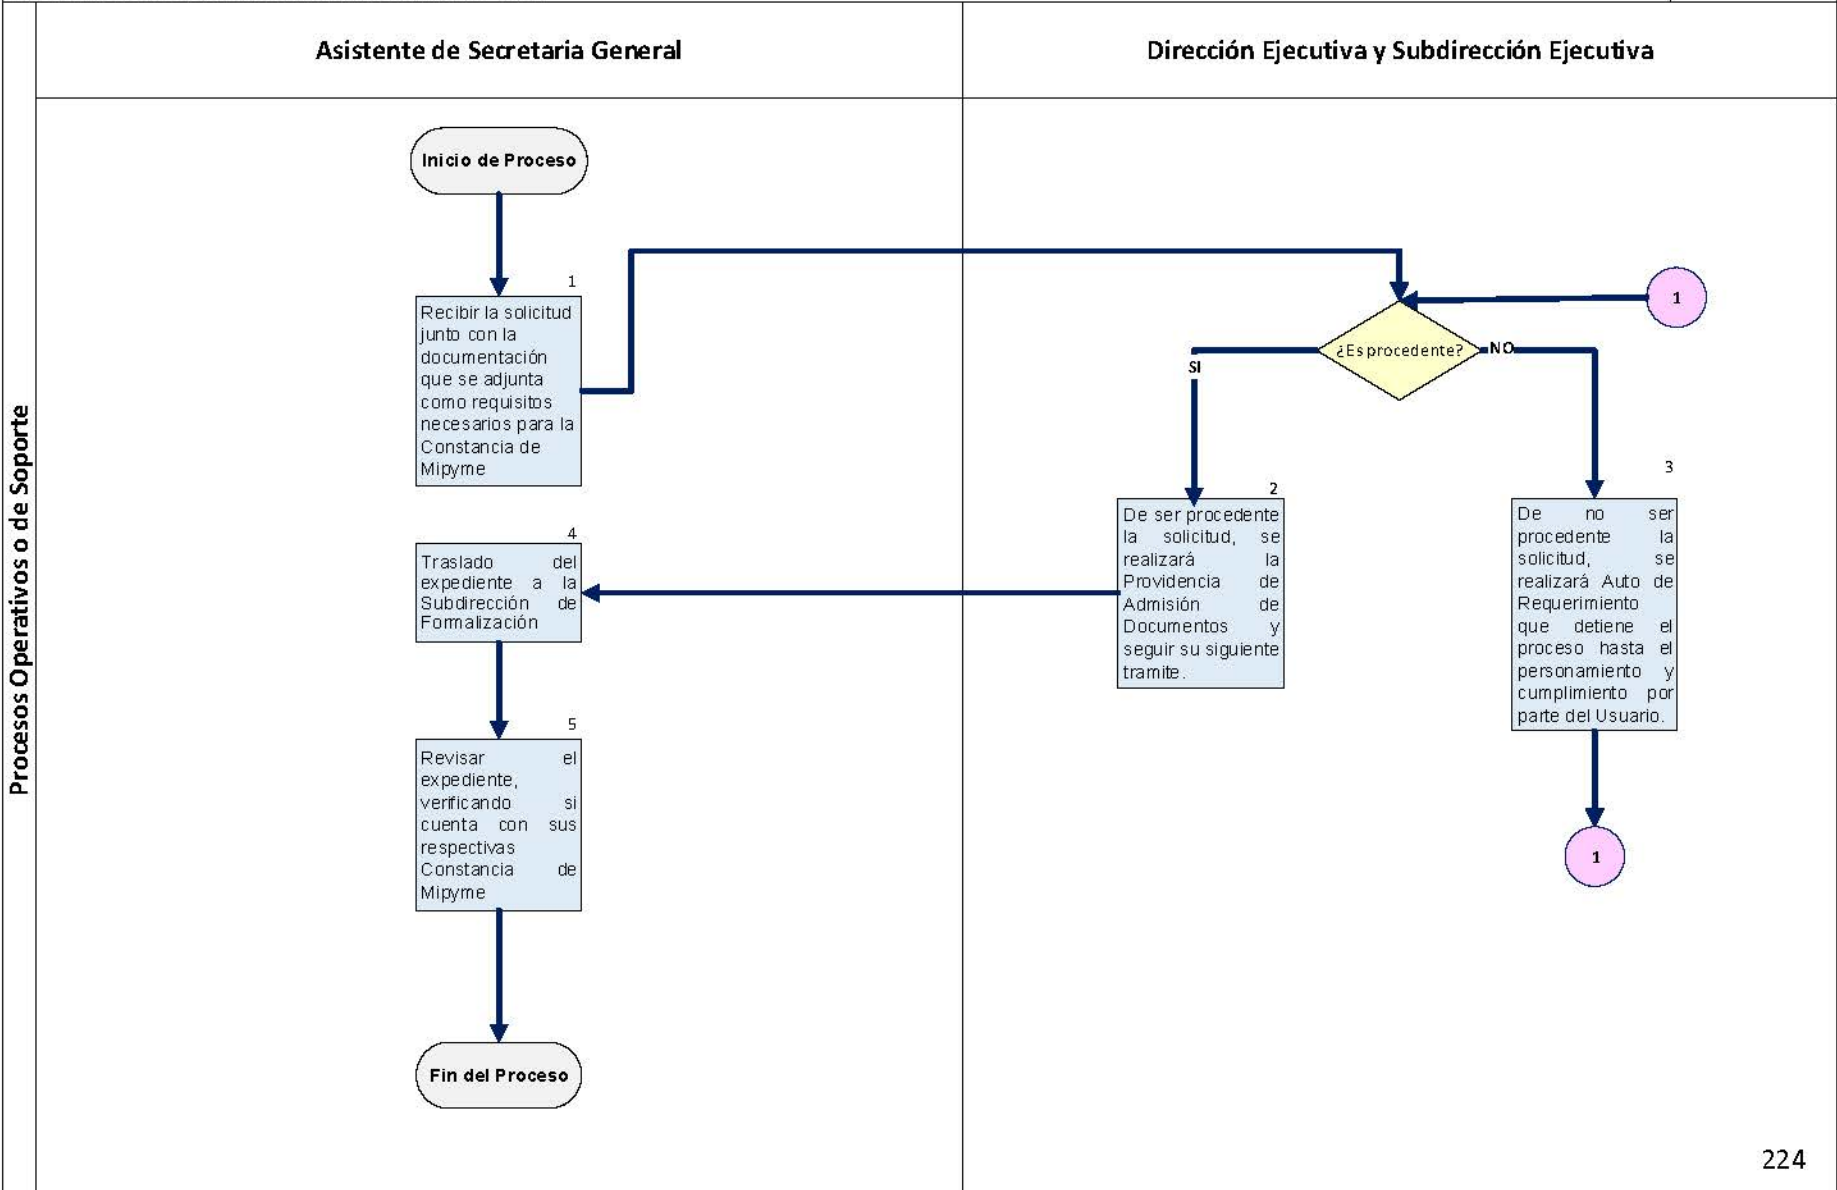 Asistente de Secretaria General
Dirección Ejecutiva y Subdirección Ejecutiva
Procesos Operativos o de Soporte
Inicio de Proceso
1
Recibir la solicitud
junto con la
documentación
que se adjunta
como requisitos
necesarios para la
Constancia de
Mipyme
1
¿Es procedente?
SI
NO
2
De ser procedente
la solicitud, se
realizará la
Providencia de
Admisión de
Documentos y
seguir su siguiente
tramite.
3
De no ser
procedente la
solicitud, se
realizará Auto de
Requerimiento
que detiene el
proceso hasta el
personamiento y
cumplimiento por
parte del Usuario.
1
4
Traslado del
expediente a la
Subdirección de
Formalización
5
Revisar el
expediente,
verificando si
cuenta con sus
respectivas
Constancia de
Mipyme
Fin del Proceso
224